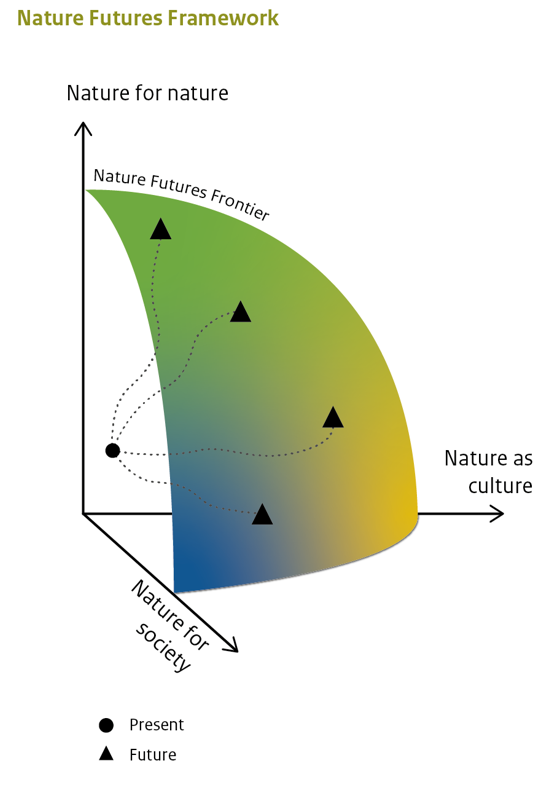 Nature Futures Framework
Nature for nature
Nature Futures Frontier
Nature as
culture
Nature for
society
Present
Future